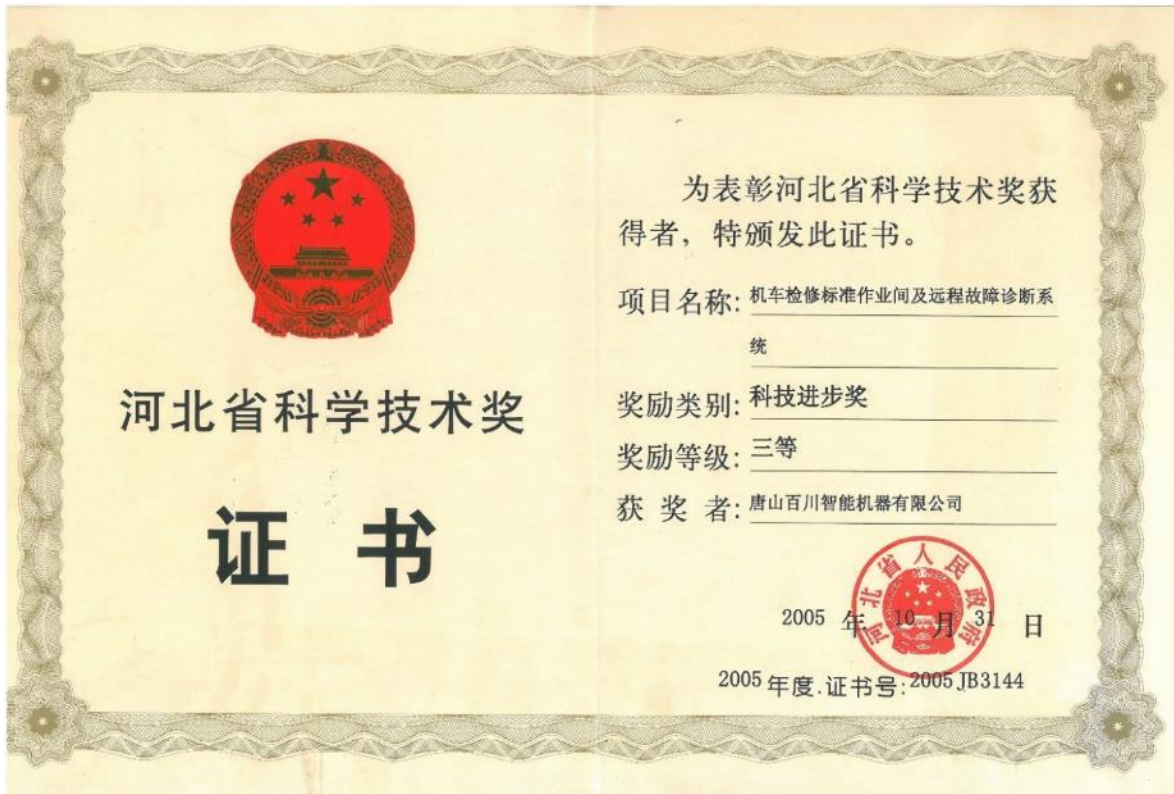 河北省科学技术奖
证书
为表彰河北省科学技术奖获
得者，特颁发此证书。
项目名称: 机车检修标准作业间及远程故障诊断系
统
奖励类别: 科技进步奖
奖励等级: 三等
获奖者: 唐山百川智能机器有限公司
河北省人民政府
2005 年 10 月 31 日
2005 年度.证书号: 2005JB3144